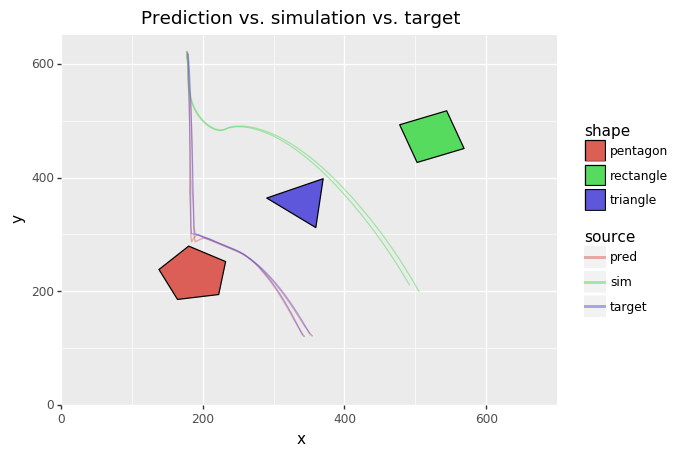 Prediction vs. simulation vs. target
600
400
200
0
0
200
400
600
y
x
shape
pentagon
rectangle
triangle
source
pred
sim
target